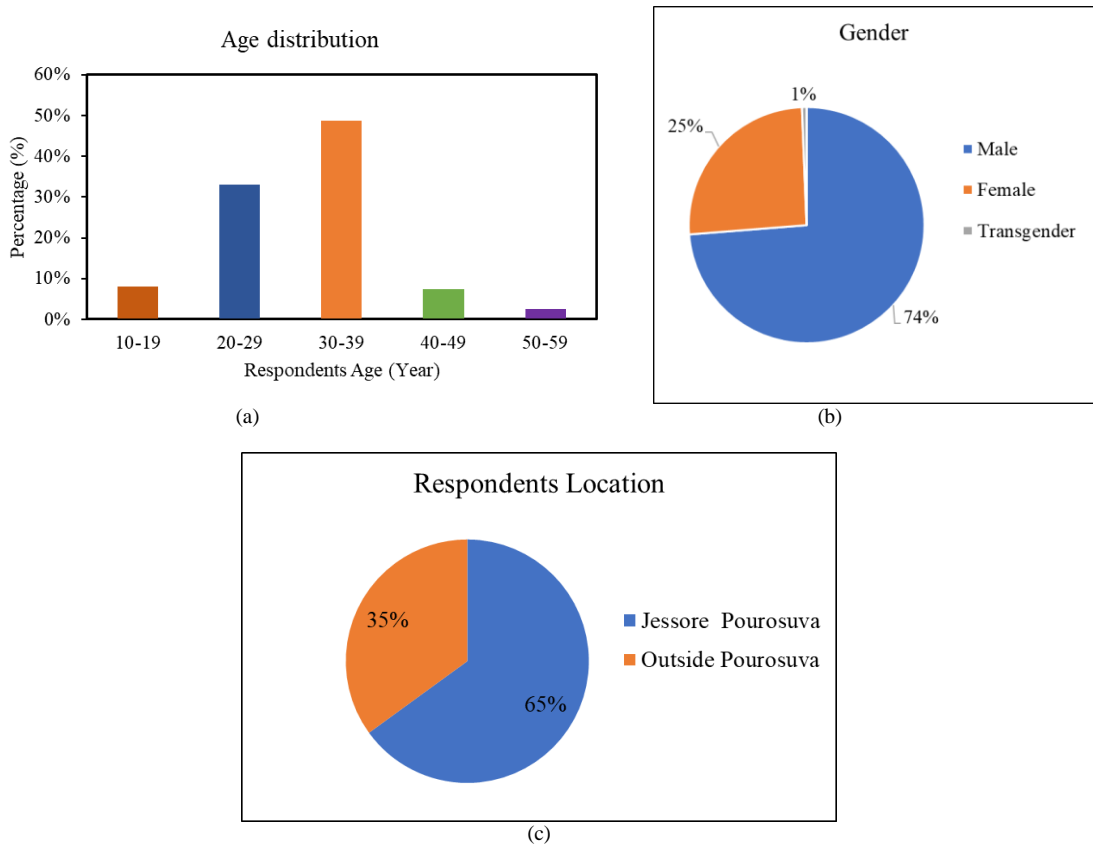 Age distribution
60%
50%
40%
30%
20%
10%
0%
Percentage (%)
10-19 20-29 30-39 40-49 50-59
Respondents Age (Year)
(a)
Gender
1%
25%
74%
Male
Female
Transgender
(b)
Respondents Location
35%
65%
Jessore Pourosuva
Outside Pourosuva
(c)